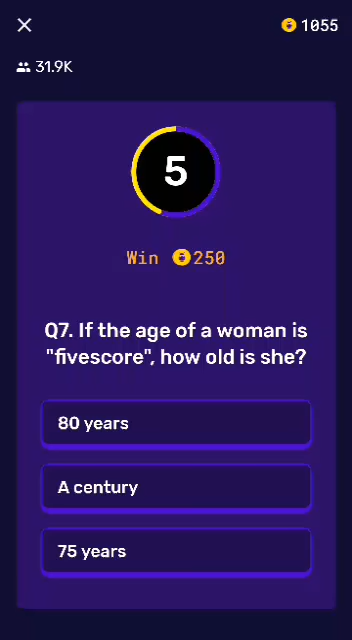 1055
31.9K
5
Win 250
Q7. If the age of a woman is
"fivescore", how old is she?
80 years
A century
75 years